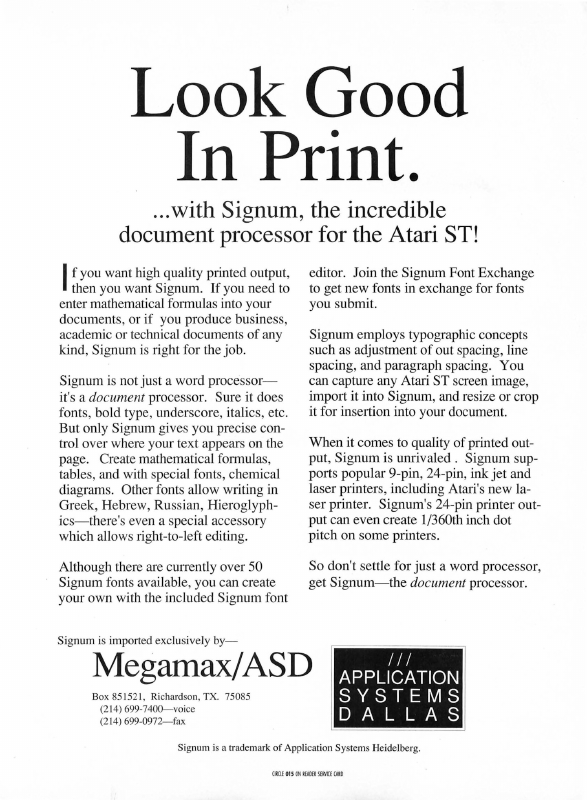 Look Good
In Print.
...with Signum, the incredible
document processor for the Atari ST!
If you want high quality printed output,
then you want Signum. If you need to
enter mathematical formulas into your
documents, or if you produce business,
academic or technical documents of any
kind, Signum is right for the job.
Signum is not just a word processor—
it's a document processor. Sure it does
fonts, bold type, underscore, italics, etc.
But only Signum gives you precise con-
trol over where your text appears on the
page. Create mathematical formulas,
tables, and with special fonts, chemical
diagrams. Other fonts allow writing in
Greek, Hebrew, Russian, Hieroglyph-
ics—there's even a special accessory
which allows right-to-left editing.
Although there are currently over 50
Signum fonts available, you can create
your own with the included Signum font
editor. Join the Signum Font Exchange
to get new fonts in exchange for fonts
you submit.
Signum employs typographic concepts
such as adjustment of out spacing, line
spacing, and paragraph spacing. You
can capture any Atari ST screen image,
import it into Signum, and resize or crop
it for insertion into your document.
When it comes to quality of printed out-
put, Signum is unrivaled . Signum sup-
ports popular 9-pin, 24-pin, ink jet and
laser printers, including Atari's new la-
ser printer. Signum's 24-pin printer out-
put can even create 1/360th inch dot
pitch on some printers.
So don't settle for just a word processor,
get Signum—the document processor.
Signum is imported exclusively by—
Megamax/ASD
Box 851521, Richardson, TX. 75085
(214) 699-7400—voice
(214) 699-0972—fax
///
APPLICATION
SYSTEMS
DALLAS
Signum is a trademark of Application Systems Heidelberg.
CIRCLE 015 ON READER SERVICE CARD